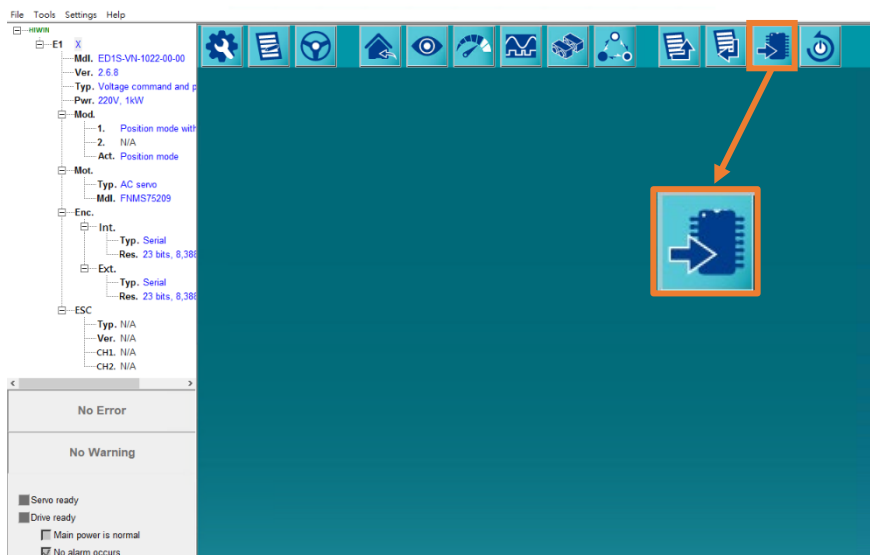 File Tools Settings Help
HIWIN
E1 X
Mdl. ED1S-VN-1022-00-00
Ver. 2.6.8
Typ. Voltage command and p
Pwr. 220V, 1kW
Mod.
1. Position mode with
2. N/A
Act. Position mode
Mot.
Typ. AC servo
Mdl. FNMS75209
Enc.
Int.
Typ. Serial
Res. 23 bits, 8,388
Ext.
Typ. Serial
Res. 23 bits, 8,388
ESC
Typ. N/A
Ver. N/A
CH1. N/A
CH2. N/A
No Error
No Warning
Servo ready
Drive ready
Main power is normal
No alarm occurs